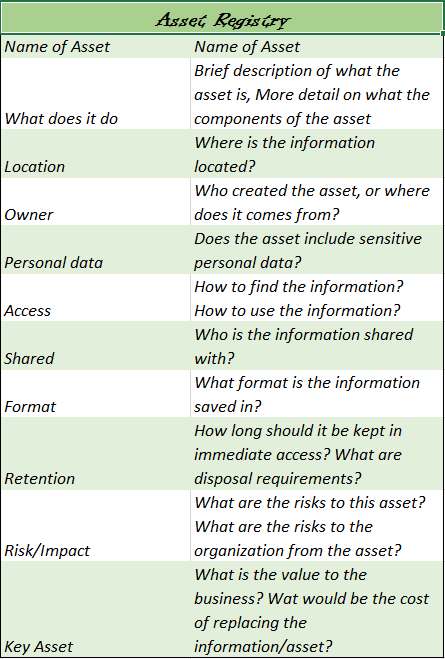 Asset Registry
Name of Asset
Name of Asset
What does it do
Brief description of what the
asset is, More detail on what the
components of the asset
Location
Where is the information
located?
Owner
Who created the asset, or where
does it comes from?
Personal data
Does the asset include sensitive
personal data?
Access
How to find the information?
How to use the information?
Shared
Who is the information shared
with?
Format
What format is the information
saved in?
Retention
How long should it be kept in
immediate access? What are
disposal requirements?
Risk/Impact
What are the risks to this asset?
What are the risks to the
organization from the asset?
Key Asset
What is the value to the
business? Wat would be the cost
of replacing the
information/asset?